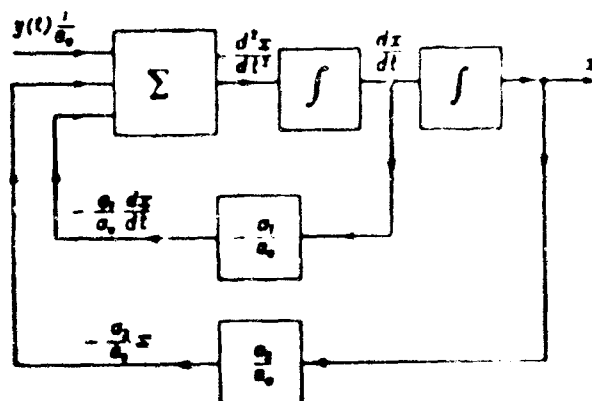 y(t) 1/a₀
Σ
- d²x/dt²
∫
dx/dt
∫
x
- a₁/a₀ dx/dt
- a₁/a₀
- a₂/a₀ x
a₂/a₀